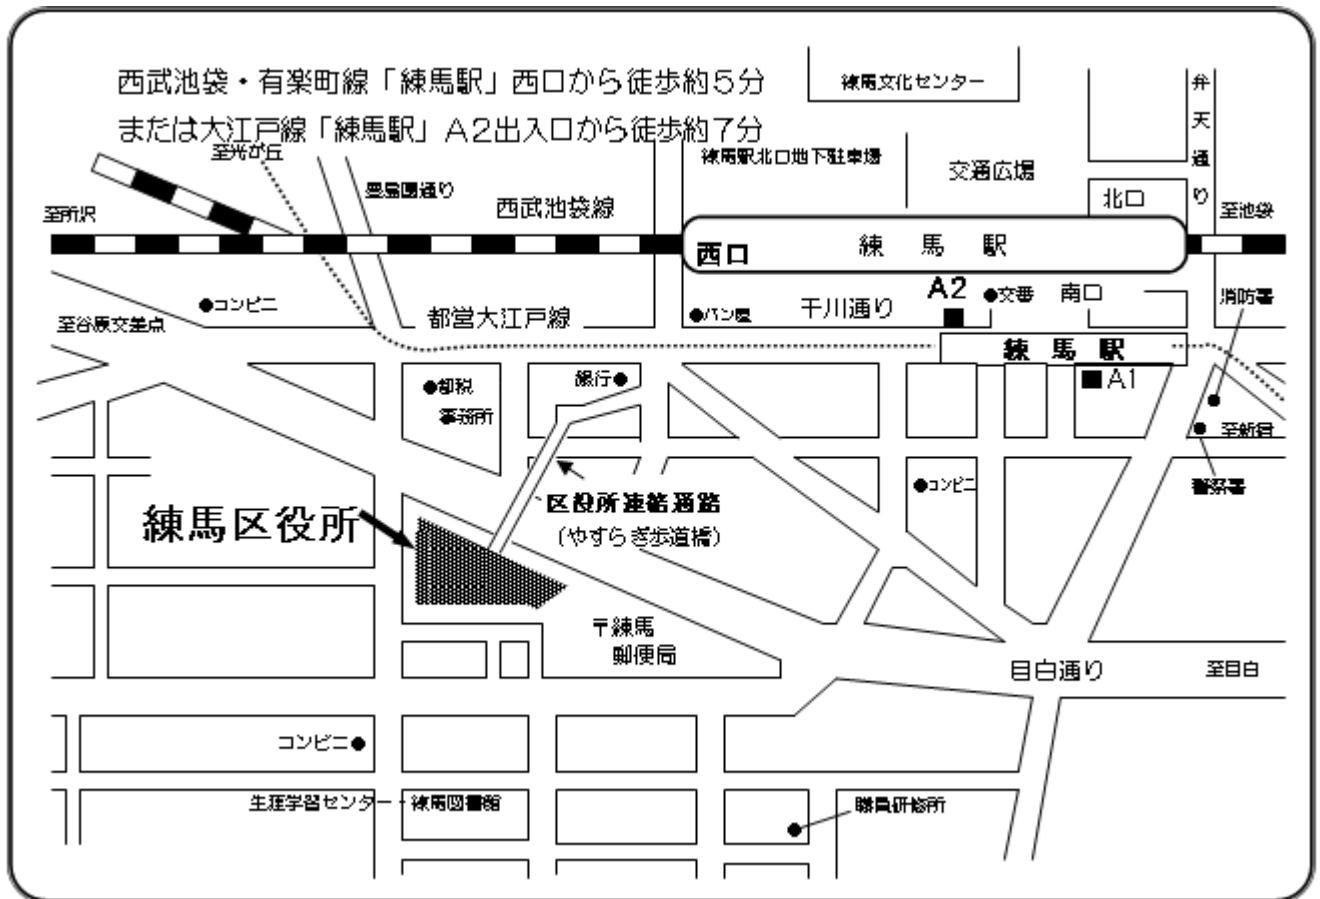 西武池袋・有楽町線「練馬駅」西口から徒歩約５分
または大江戸線「練馬駅」Ａ２出入口から徒歩約７分
練馬文化センター
弁天通り
至光が丘
豊島園通り
西武池袋線
練馬駅北口地下駐車場
交通広場
北口
至所沢
至池袋
西口
練馬駅
●コンビニ
都営大江戸線
●パン屋
千川通り
A2
●交番
南口
消防署
至谷原交差点
練馬駅
■A1
●都税
事務所
銀行●
至新宿
練馬区役所
区役所連絡通路
（やすらぎ歩道橋）
●コンビニ
警察署
〒練馬
郵便局
目白通り
至目白
コンビニ●
生涯学習センター・練馬図書館
職員研修所